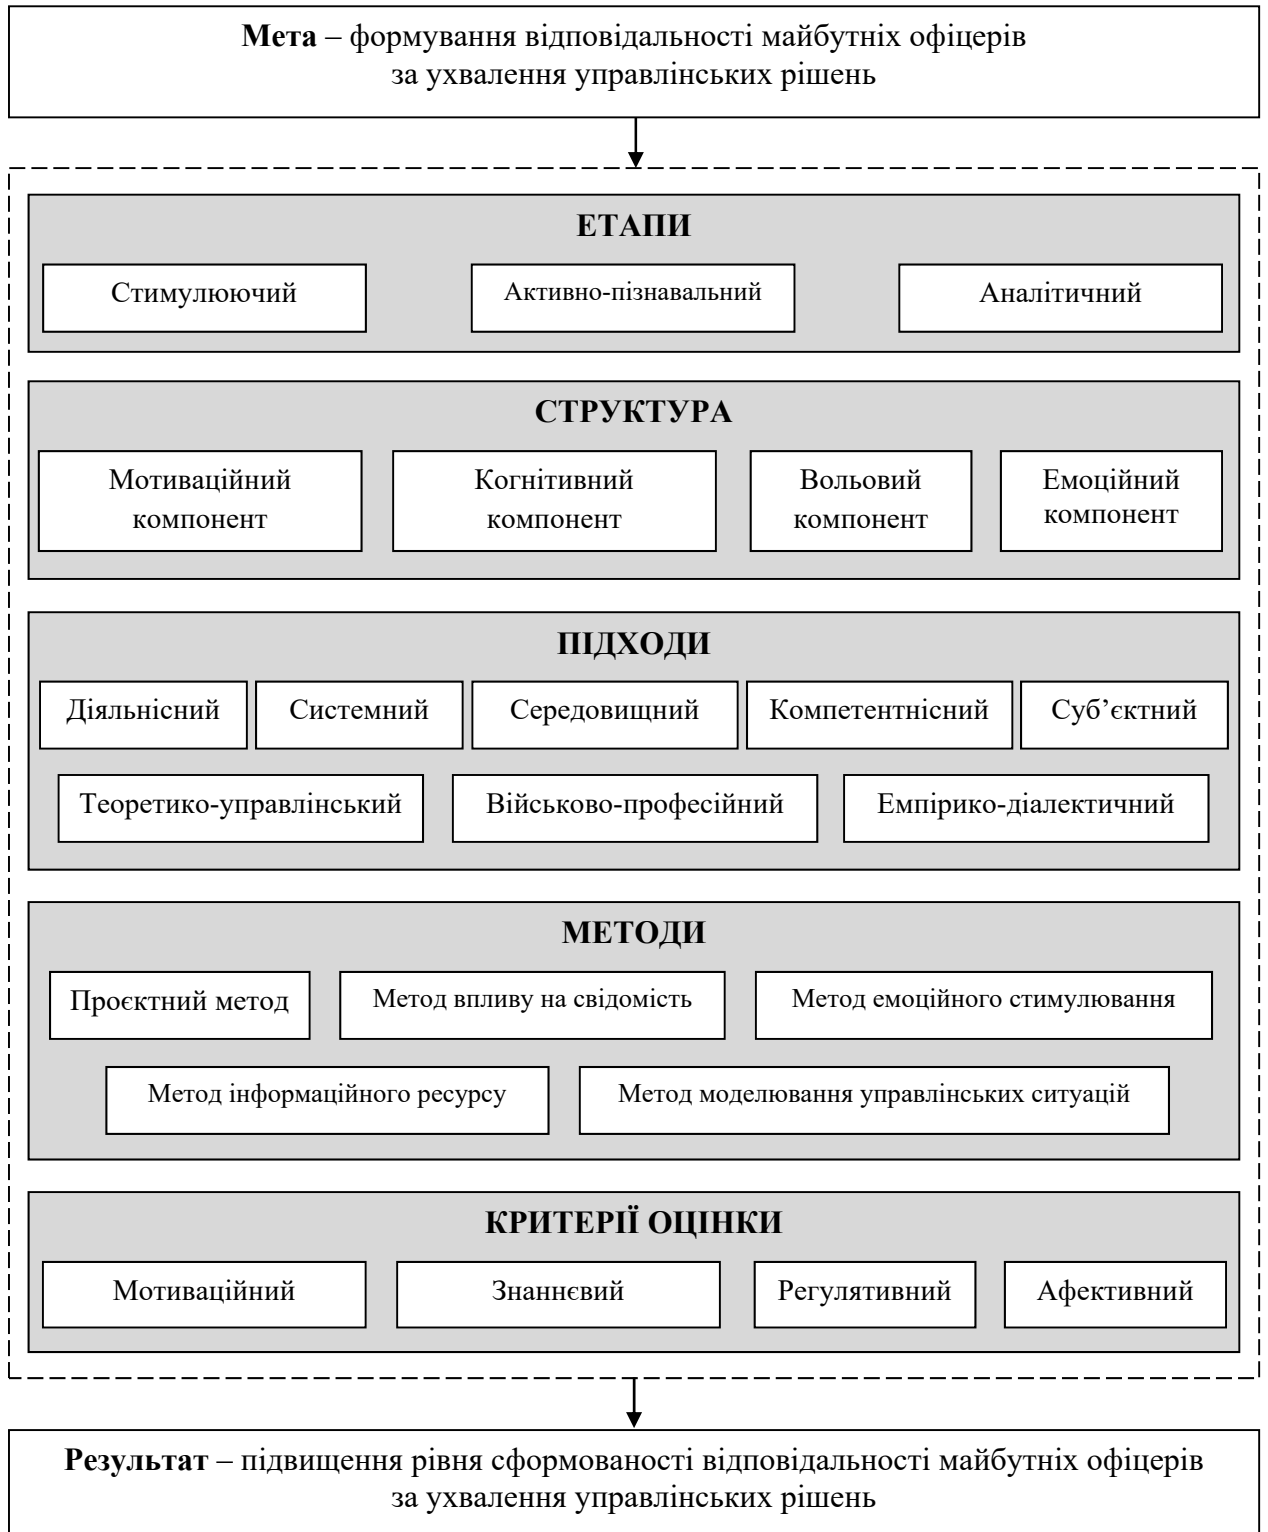 Мета – формування відповідальності майбутніх офіцерів
за ухвалення управлінських рішень
ЕТАПИ
Стимулюючий
Активно-пізнавальний
Аналітичний
СТРУКТУРА
Мотиваційний
компонент
Когнітивний
компонент
Вольовий
компонент
Емоційний
компонент
ПІДХОДИ
Діяльнісний
Системний
Середовищний
Компетентнісний
Суб’єктний
Теоретико-управлінський
Військово-професійний
Емпірико-діалектичний
МЕТОДИ
Проєктний метод
Метод впливу на свідомість
Метод емоційного стимулювання
Метод інформаційного ресурсу
Метод моделювання управлінських ситуацій
КРИТЕРІЇ ОЦІНКИ
Мотиваційний
Знаннєвий
Регулятивний
Афективний
Результат – підвищення рівня сформованості відповідальності майбутніх офіцерів
за ухвалення управлінських рішень